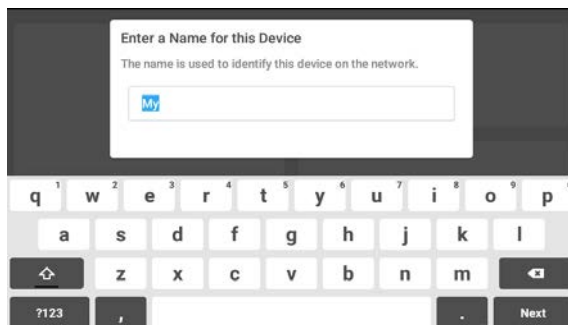 Enter a Name for this Device
The name is used to identify this device on the network.
My
q 1 w 2 e 3 r 4 t 5 y 6 u 7 i 8 o 9 p
a s d f g h j k l
z x c v b n m
?123 , . Next